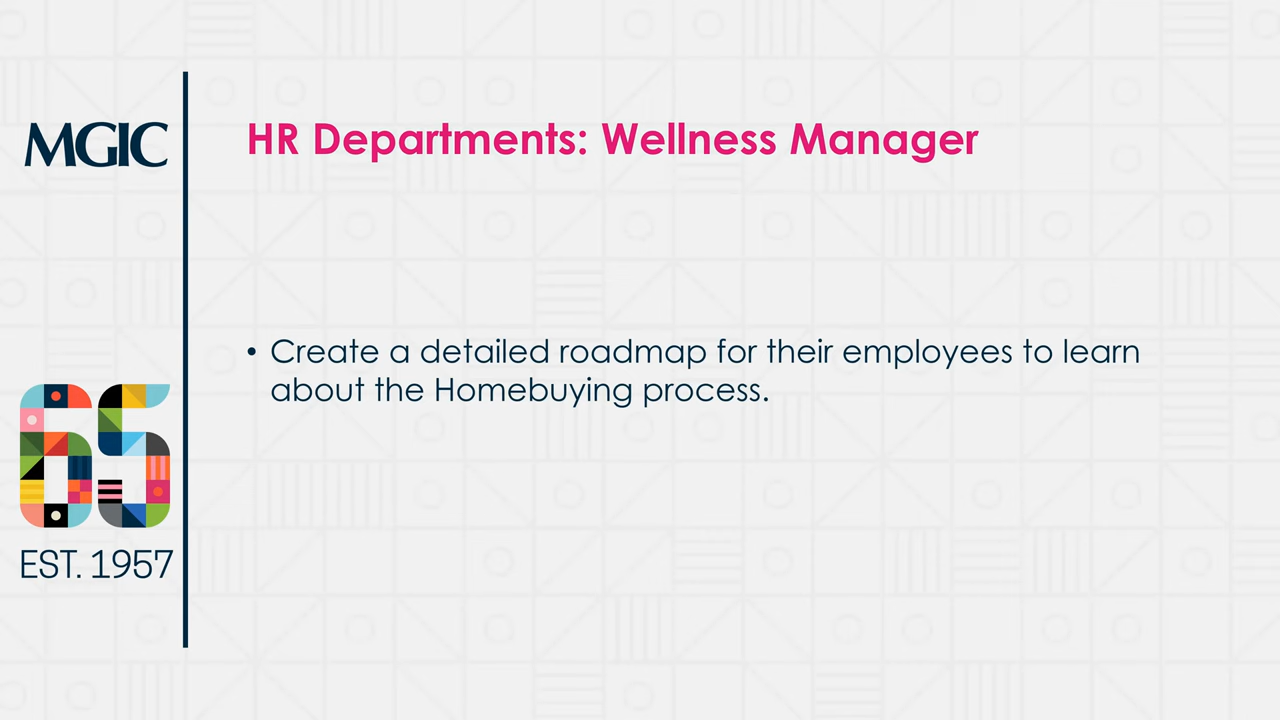 MGIC
HR Departments: Wellness Manager
• Create a detailed roadmap for their employees to learn
about the Homebuying process.
65
EST. 1957